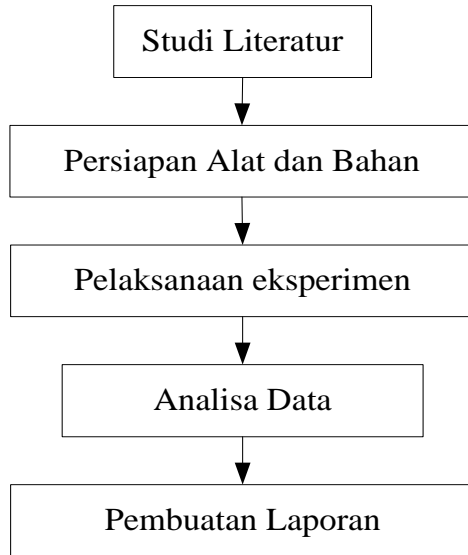 Studi Literatur
Persiapan Alat dan Bahan
Pelaksanaan eksperimen
Analisa Data
Pembuatan Laporan